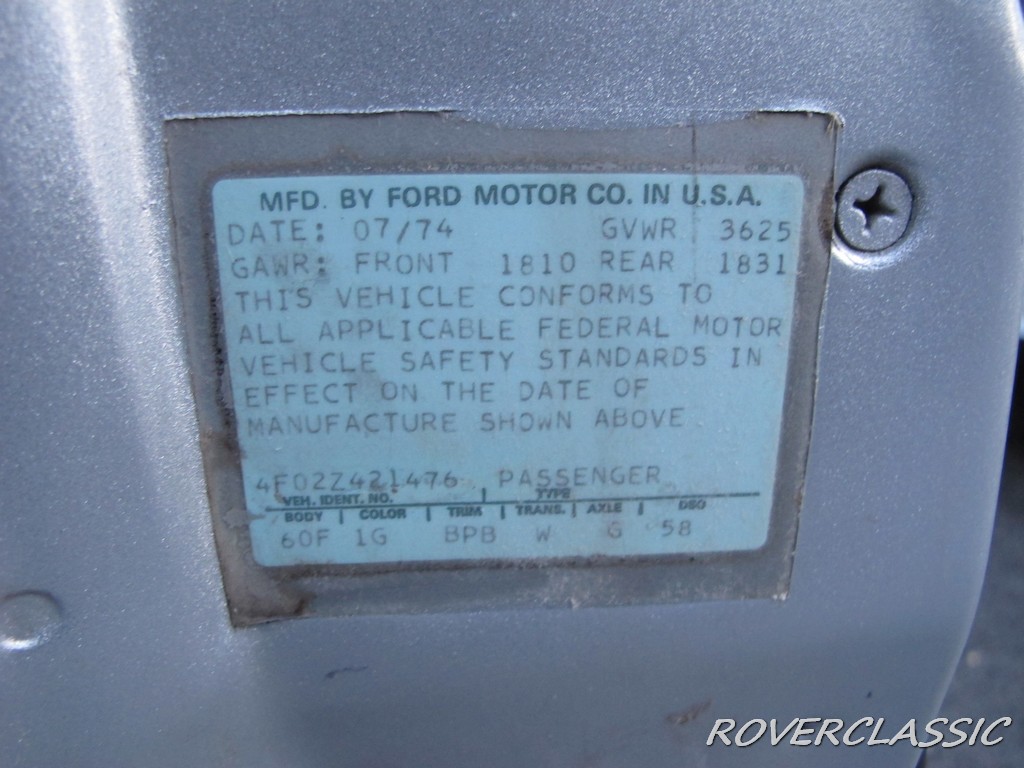 MFD. BY FORD MOTOR CO. IN U.S.A.
DATE: 07/74 GVWR 3625
GAWR: FRONT 1810 REAR 1831
THIS VEHICLE CONFORMS TO
ALL APPLICABLE FEDERAL MOTOR
VEHICLE SAFETY STANDARDS IN
EFFECT ON THE DATE OF
MANUFACTURE SHOWN ABOVE
4F02Z421476 PASSENGER
VEH. IDENT. NO. TYPE
BODY COLOR TRIM TRANS. AXLE DSO
60F 1G BPB W G 58
ROVERCLASSIC